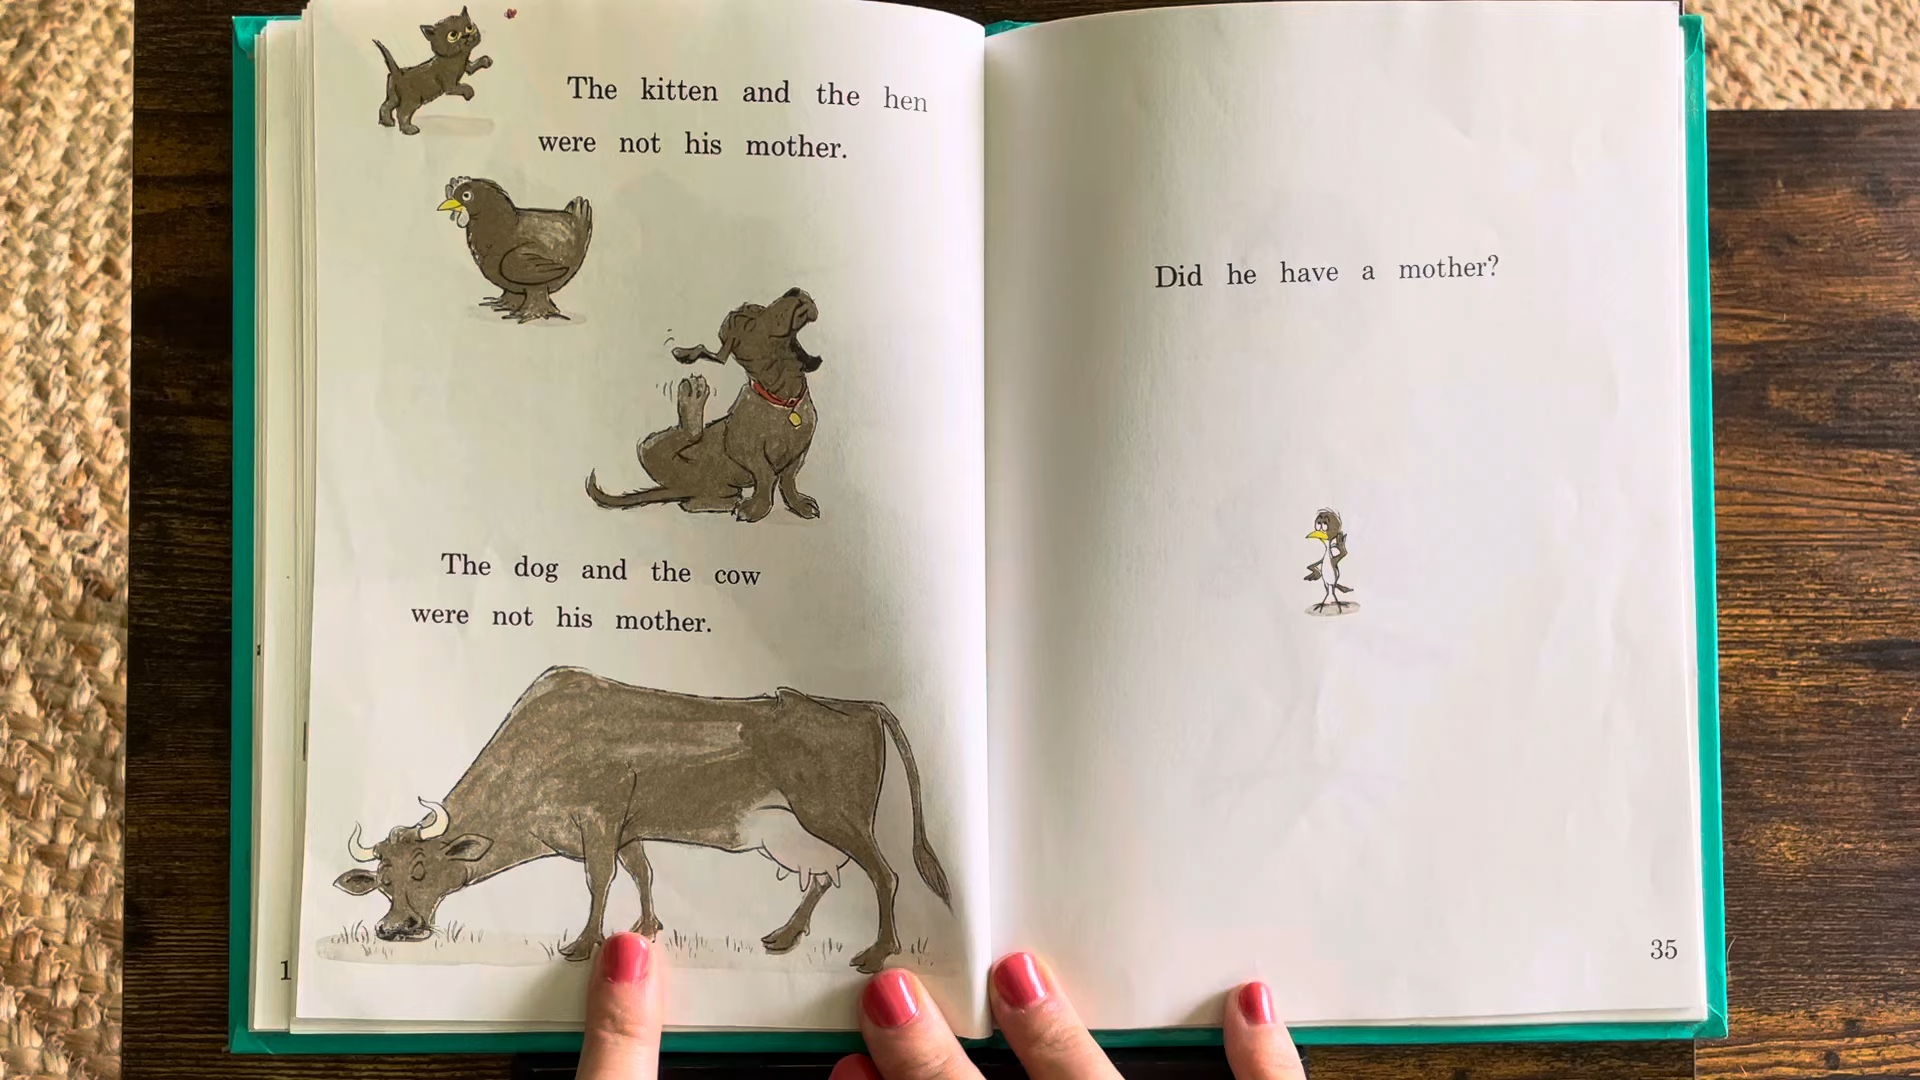 The kitten and the hen
were not his mother.
The dog and the cow
were not his mother.
1
Did he have a mother?
35